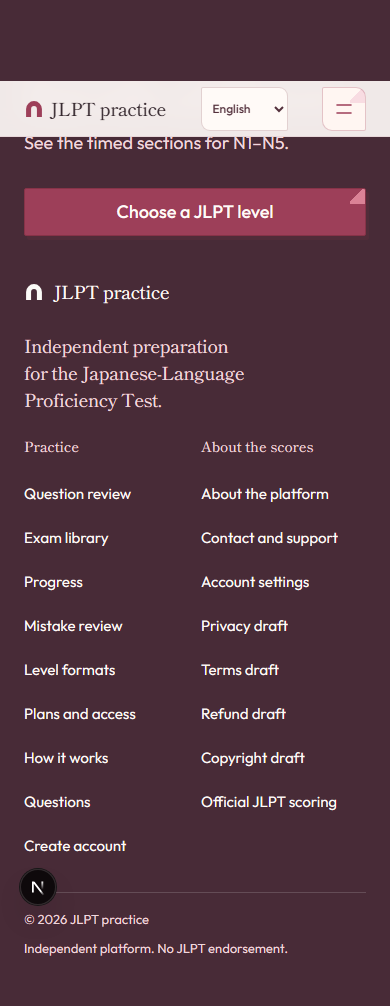 JLPT practice
English
See the timed sections for N1–N5.
Choose a JLPT level
JLPT practice
Independent preparation
for the Japanese-Language
Proficiency Test.
Practice
Question review
Exam library
Progress
Mistake review
Level formats
Plans and access
How it works
Questions
Create account
About the scores
About the platform
Contact and support
Account settings
Privacy draft
Terms draft
Refund draft
Copyright draft
Official JLPT scoring
N
© 2026 JLPT practice
Independent platform. No JLPT endorsement.